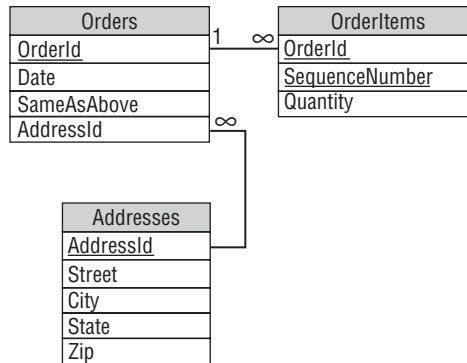 Orders
OrderId
Date
SameAsAbove
AddressId
1
∞
OrderItems
OrderId
SequenceNumber
Quantity
∞
Addresses
AddressId
Street
City
State
Zip